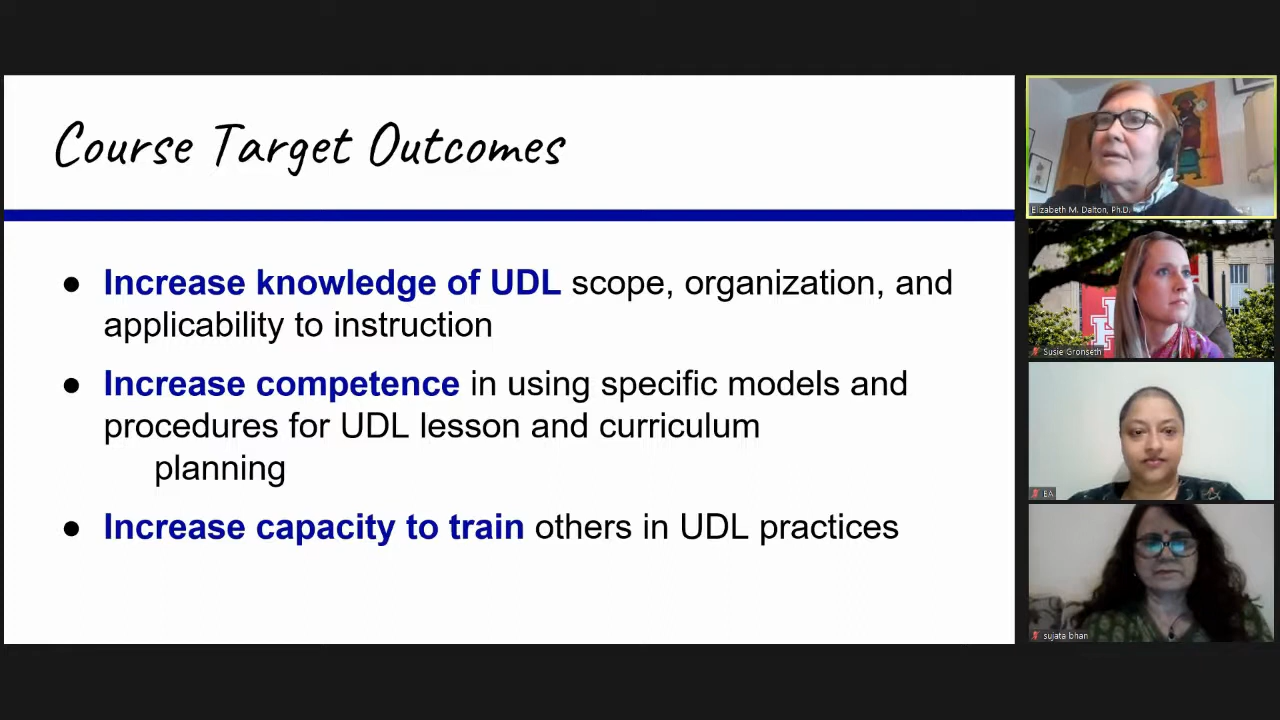 Course Target Outcomes
● Increase knowledge of UDL scope, organization, and
applicability to instruction
● Increase competence in using specific models and
procedures for UDL lesson and curriculum
planning
● Increase capacity to train others in UDL practices
Elizabeth M. Dalton, Ph.D.
Susie Gronseth
EA
sujata bhan